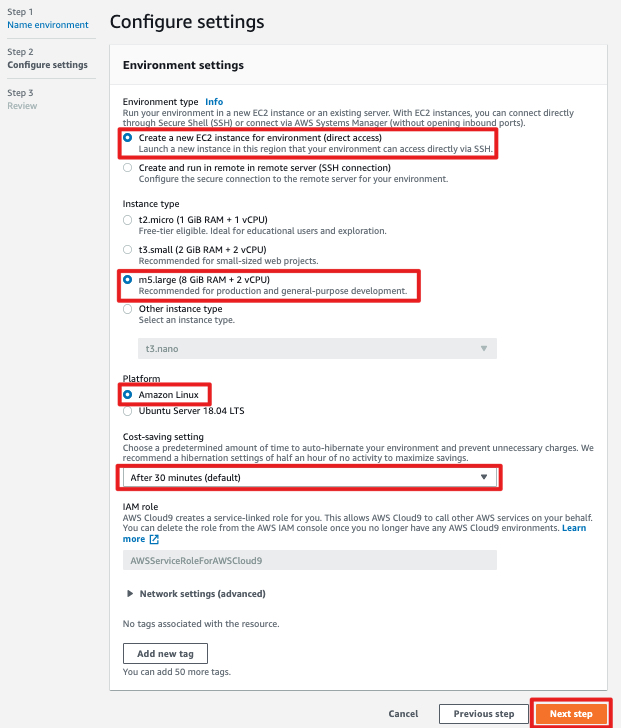 Step 1
Name environment
Step 2
Configure settings
Step 3
Review
Configure settings
Environment settings
Environment type Info
Run your environment in a new EC2 instance or an existing server. With EC2 instances, you can connect directly
through Secure Shell (SSH) or connect via AWS Systems Manager (without opening inbound ports).
Create a new EC2 instance for environment (direct access)
Launch a new instance in this region that your environment can access directly via SSH.
Create and run in remote in remote server (SSH connection)
Configure the secure connection to the remote server for your environment.
Instance type
t2.micro (1 GiB RAM + 1 vCPU)
Free-tier eligible. Ideal for educational users and exploration.
t3.small (2 GiB RAM + 2 vCPU)
Recommended for small-sized web projects.
m5.large (8 GiB RAM + 2 vCPU)
Recommended for production and general-purpose development.
Other instance type
Select an instance type.
t3.nano
Platform
Amazon Linux
Ubuntu Server 18.04 LTS
Cost-saving setting
Choose a predetermined amount of time to auto-hibernate your environment and prevent unnecessary charges. We
recommend a hibernation settings of half an hour of no activity to maximize savings.
After 30 minutes (default)
IAM role
AWS Cloud9 creates a service-linked role for you. This allows AWS Cloud9 to call other AWS services on your behalf.
You can delete the role from the AWS IAM console once you no longer have any AWS Cloud9 environments. Learn
more
AWSServiceRoleForAWSCloud9
Network settings (advanced)
No tags associated with the resource.
Add new tag
You can add 50 more tags.
Cancel
Previous step
Next step